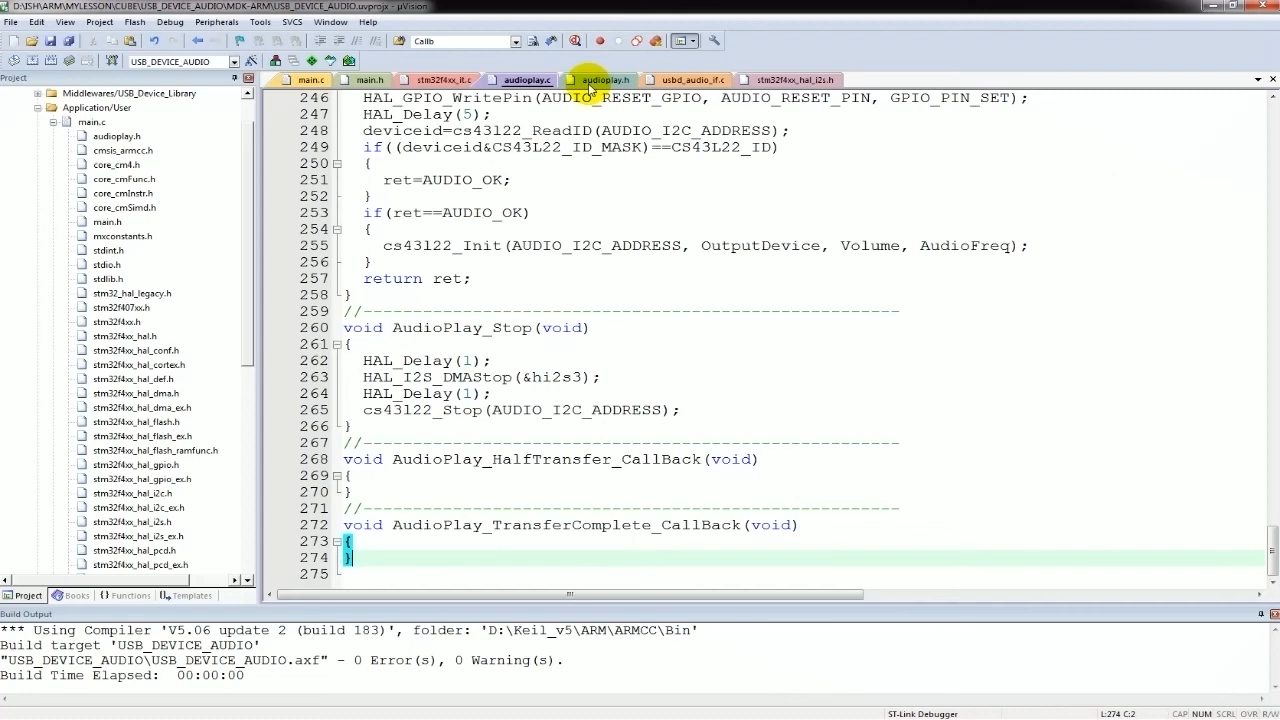 D:\ISH\ARM\MYLESSON\CUBE\USB_DEVICE_AUDIO\MDK-ARM\USB_DEVICE_AUDIO.uvprojx - µVision
File Edit View Project Flash Debug Peripherals Tools SVCS Window Help
Callb
USB_DEVICE_AUDIO
Project
main.c main.h stm32f4xx_it.c audioplay.c audioplay.h usbd_audio_if.c stm32f4xx_hal_i2s.h
Middlewares/USB_Device_Library
Application/User
main.c
audioplay.h
cmsis_armcc.h
core_cm4.h
core_cmFunc.h
core_cmInstr.h
core_cmSimd.h
main.h
mxconstants.h
stdint.h
stdio.h
stdlib.h
stm32_hal_legacy.h
stm32f407xx.h
stm32f4xx.h
stm32f4xx_hal.h
stm32f4xx_hal_conf.h
stm32f4xx_hal_cortex.h
stm32f4xx_hal_def.h
stm32f4xx_hal_dma.h
stm32f4xx_hal_dma_ex.h
stm32f4xx_hal_flash.h
stm32f4xx_hal_flash_ex.h
stm32f4xx_hal_flash_ramfunc.h
stm32f4xx_hal_gpio.h
stm32f4xx_hal_gpio_ex.h
stm32f4xx_hal_i2c.h
stm32f4xx_hal_i2c_ex.h
stm32f4xx_hal_i2s.h
stm32f4xx_hal_i2s_ex.h
stm32f4xx_hal_pcd.h
stm32f4xx_hal_pcd_ex.h
Project Books {} Functions Templates
246 HAL_GPIO_WritePin(AUDIO_RESET_GPIO, AUDIO_RESET_PIN, GPIO_PIN_SET);
247 HAL_Delay(5);
248 deviceid=cs43l22_ReadID(AUDIO_I2C_ADDRESS);
249 if((deviceid&CS43L22_ID_MASK)==CS43L22_ID)
250 {
251 ret=AUDIO_OK;
252 }
253 if(ret==AUDIO_OK)
254 {
255 cs43l22_Init(AUDIO_I2C_ADDRESS, OutputDevice, Volume, AudioFreq);
256 }
257 return ret;
258 }
259 //------------------------------------------------------
260 void AudioPlay_Stop(void)
261 {
262 HAL_Delay(1);
263 HAL_I2S_DMAStop(&hi2s3);
264 HAL_Delay(1);
265 cs43l22_Stop(AUDIO_I2C_ADDRESS);
266 }
267 //------------------------------------------------------
268 void AudioPlay_HalfTransfer_CallBack(void)
269 {
270 }
271 //------------------------------------------------------
272 void AudioPlay_TransferComplete_CallBack(void)
273 {
274 }
275
Build Output
*** Using Compiler 'V5.06 update 2 (build 183)', folder: 'D:\Keil_v5\ARM\ARMCC\Bin'
Build target 'USB_DEVICE_AUDIO'
"USB_DEVICE_AUDIO\USB_DEVICE_AUDIO.axf" - 0 Error(s), 0 Warning(s).
Build Time Elapsed: 00:00:00
ST-Link Debugger L:274 C:2 CAP NUM SCRL OVR R/W